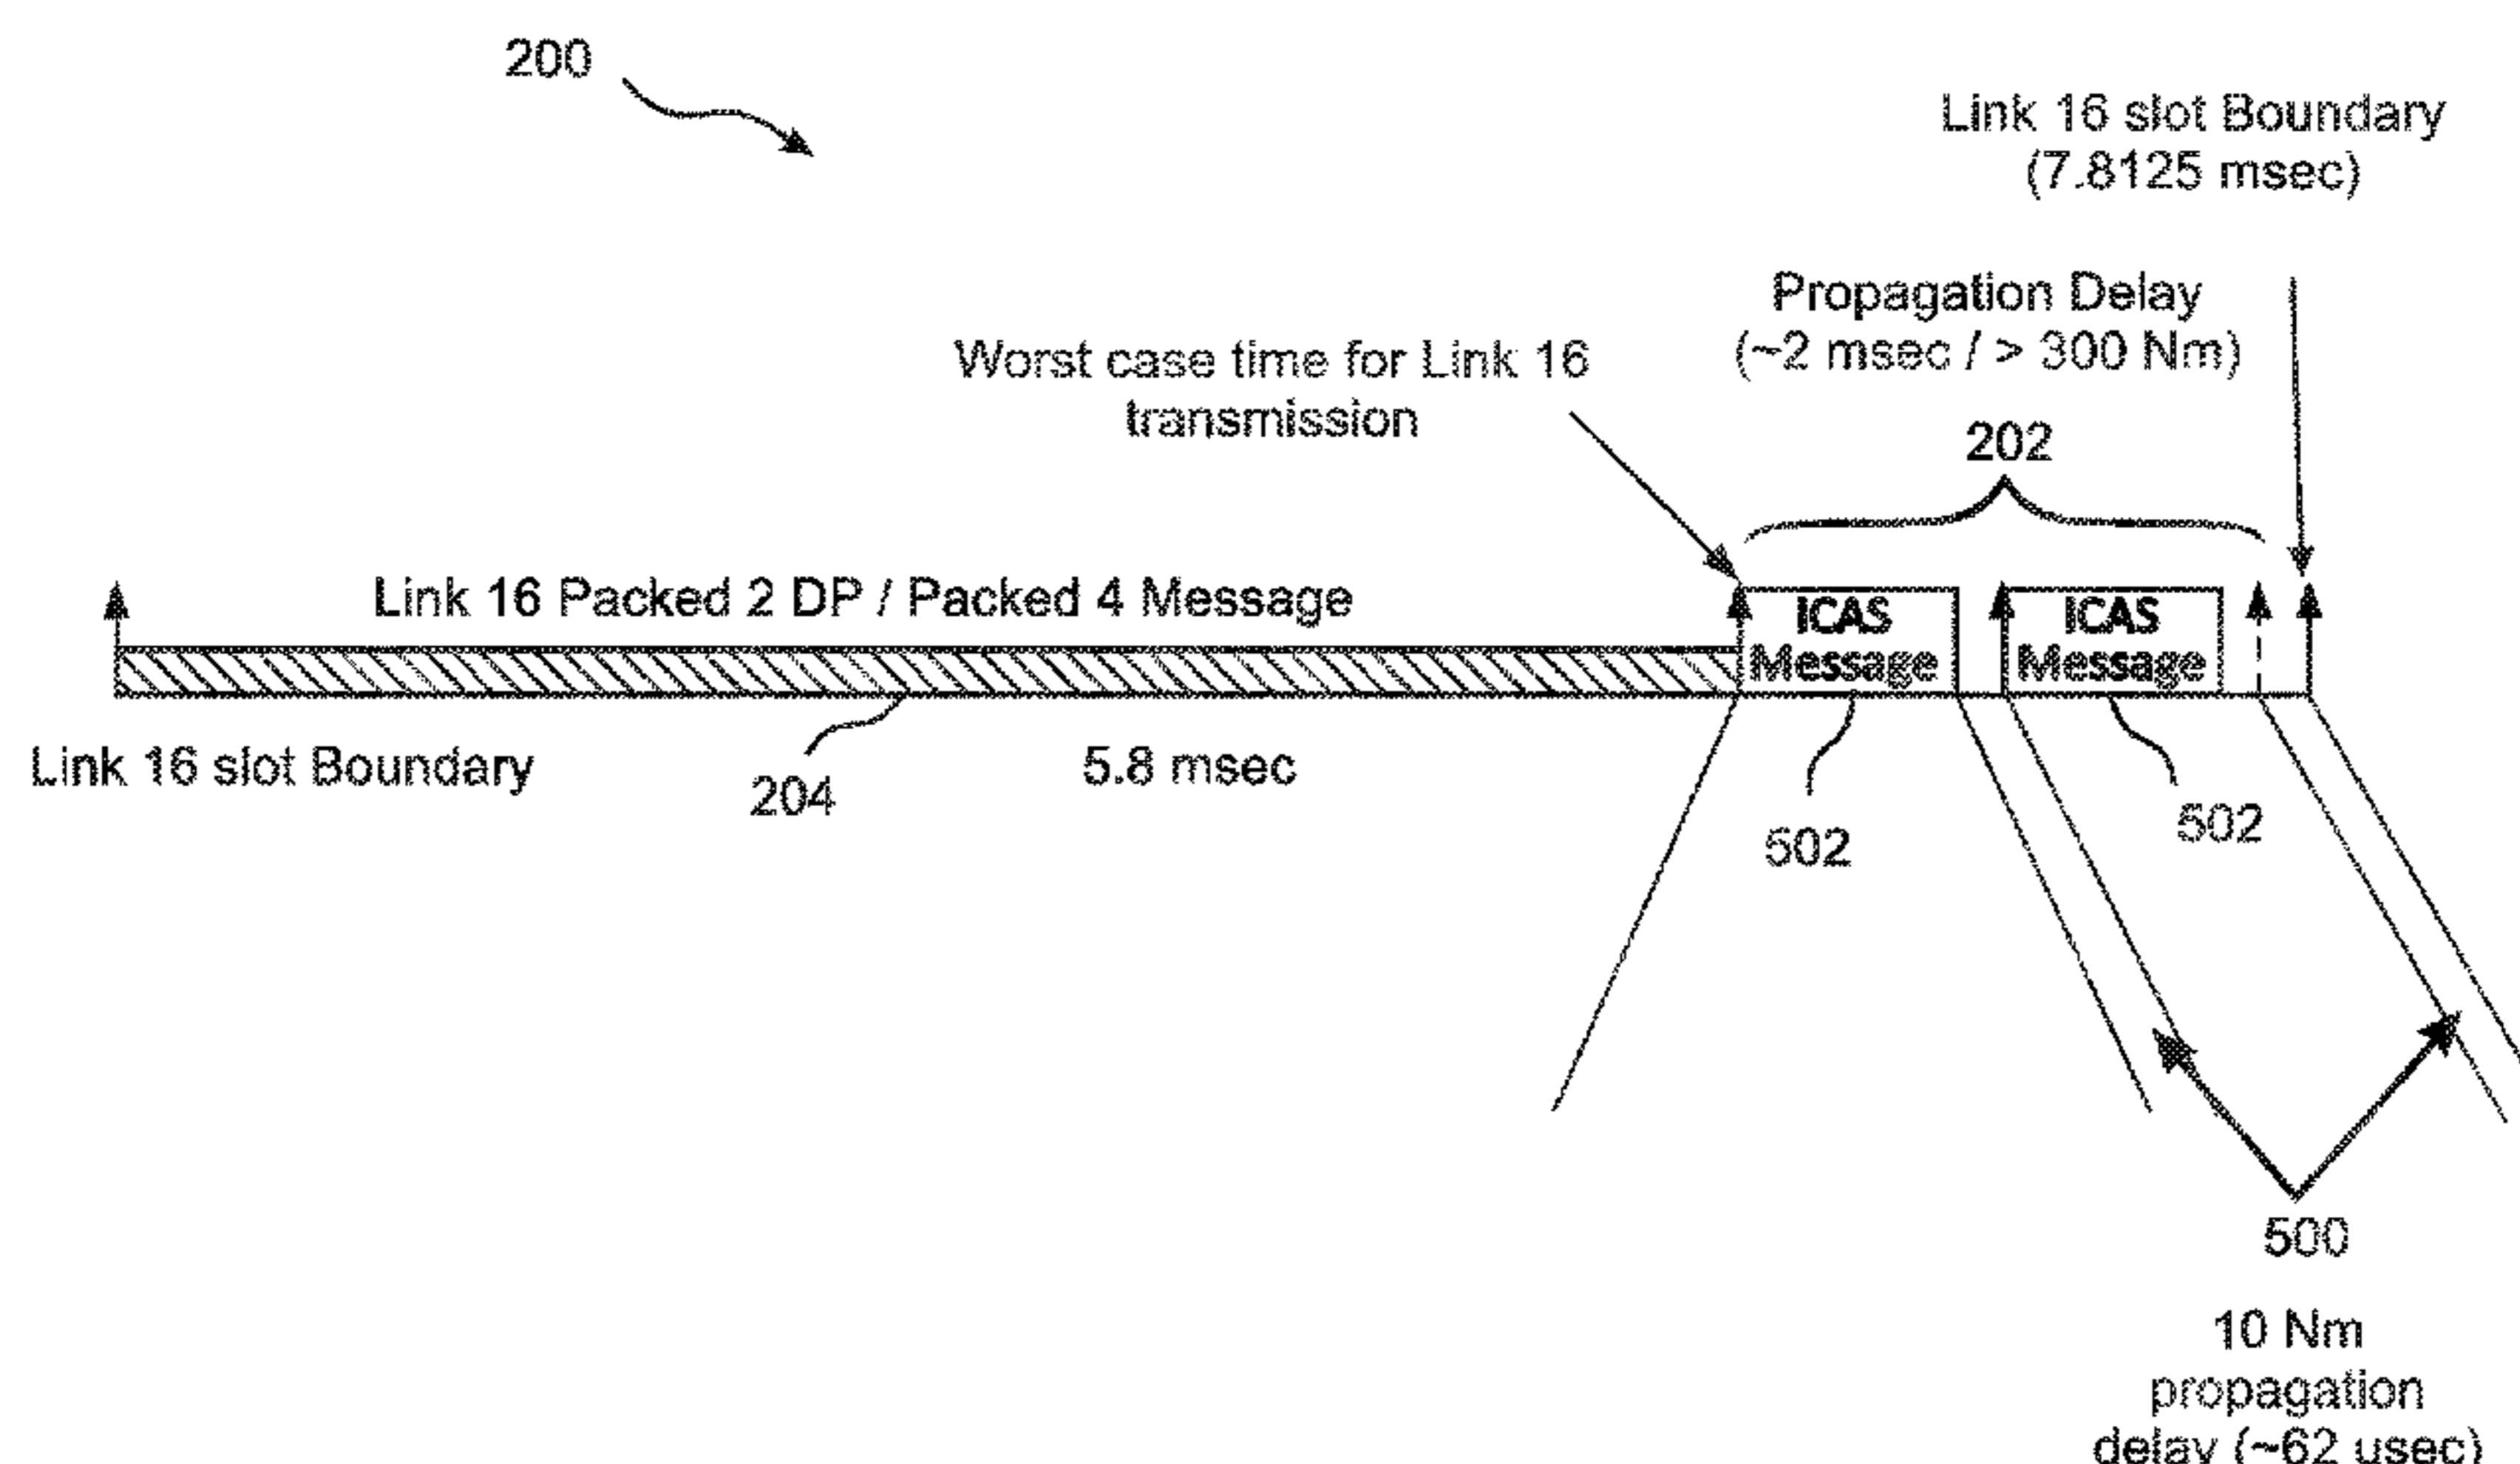 200
Link 16 slot Boundary
(7.8125 msec)
Propagation Delay
(~2 msec / > 300 Nm)
Worst case time for Link 16
transmission
202
Link 16 Packed 2 DP / Packed 4 Message
ICAS
Message
ICAS
Message
Link 16 slot Boundary
204
5.8 msec
502
502
500
10 Nm
propagation
delay (~62 usec)